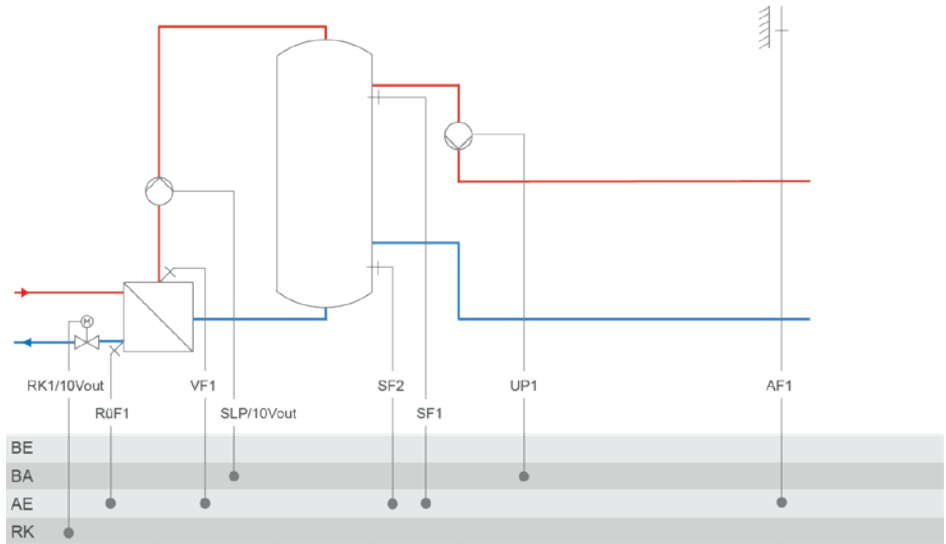 M
RK1/10Vout
VF1
SF2
UP1
AF1
RüF1
SLP/10Vout
SF1
BE
BA
AE
RK